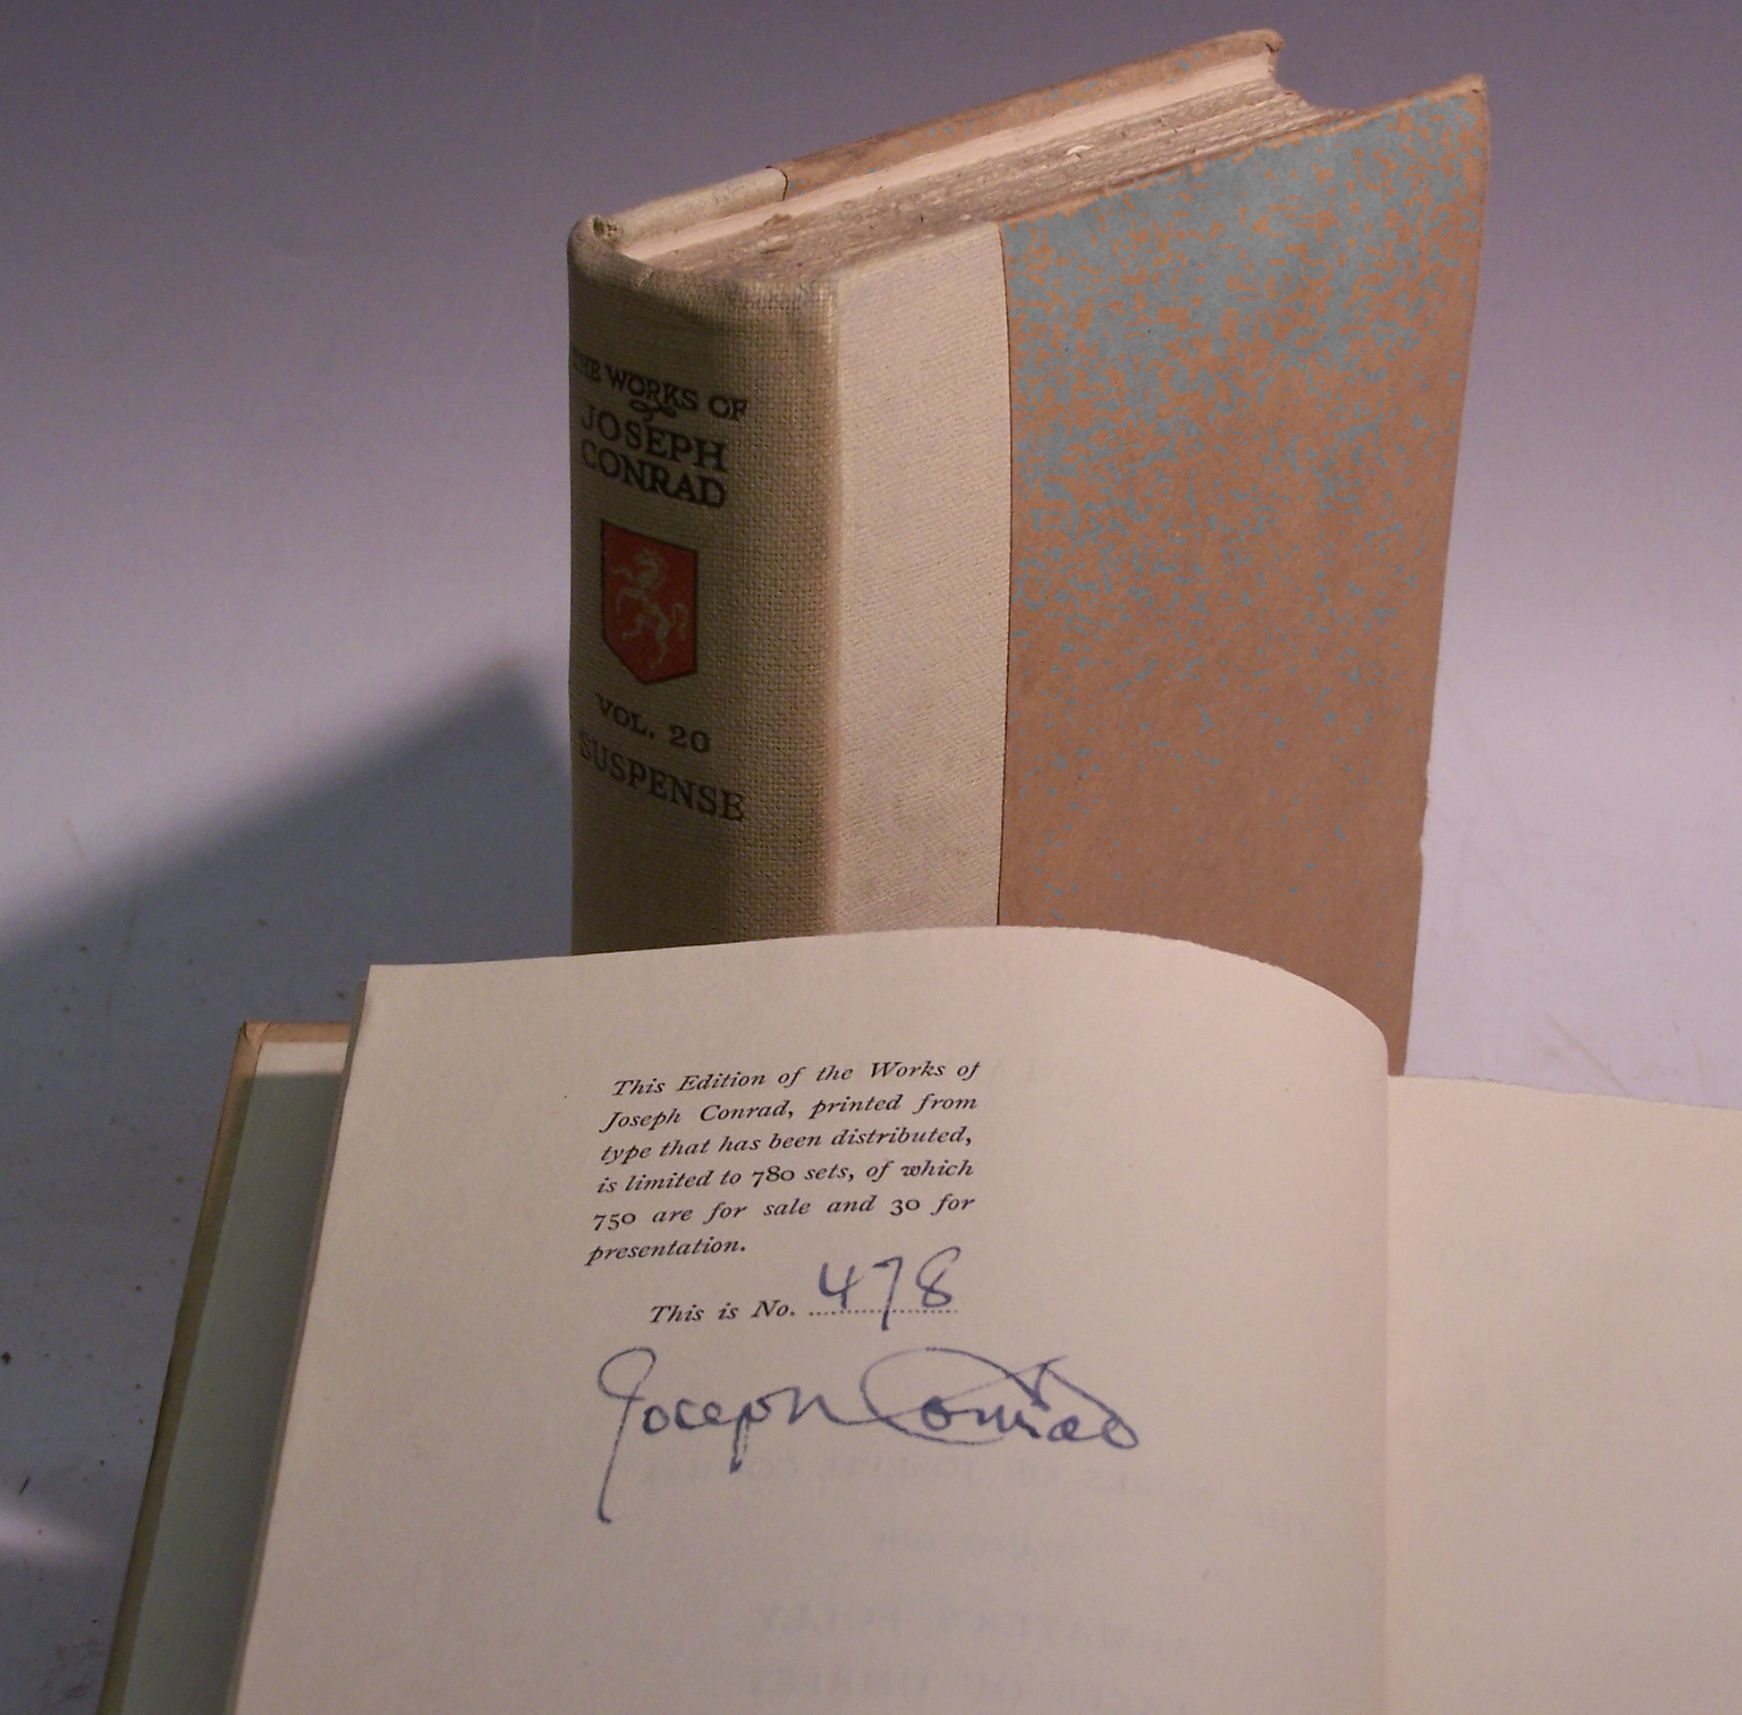 THE WORKS OF
JOSEPH
CONRAD
VOL. 20
SUSPENSE
This Edition of the Works of
Joseph Conrad, printed from
type that has been distributed,
is limited to 780 sets, of which
750 are for sale and 30 for
presentation.
This is No. 478
Joseph Conrad